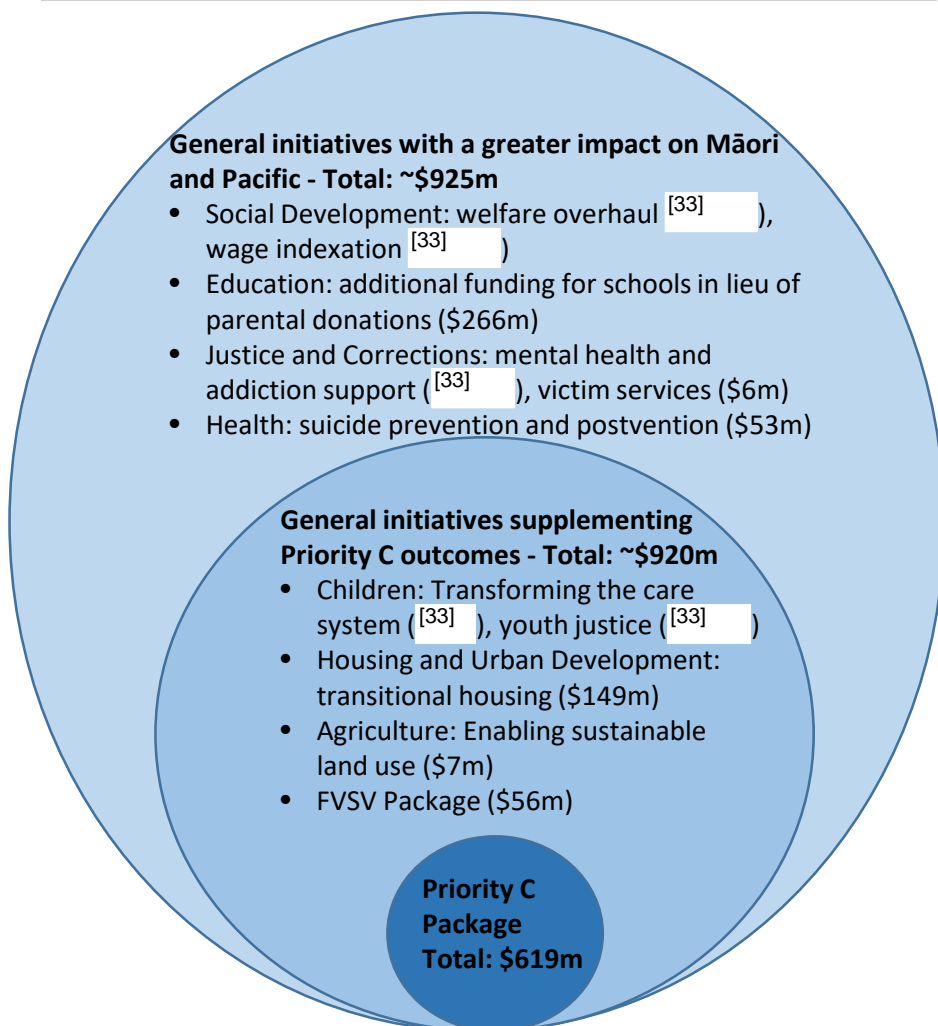 General initiatives with a greater impact on Māori
and Pacific - Total: ~$925m
• Social Development: welfare overhaul [33] ),
wage indexation [33] )
• Education: additional funding for schools in lieu of
parental donations ($266m)
• Justice and Corrections: mental health and
addiction support ( [33] ), victim services ($6m)
• Health: suicide prevention and postvention ($53m)
General initiatives supplementing
Priority C outcomes - Total: ~$920m
• Children: Transforming the care
system ( [33] ), youth justice ( [33] )
• Housing and Urban Development:
transitional housing ($149m)
• Agriculture: Enabling sustainable
land use ($7m)
• FVSV Package ($56m)
Priority C
Package
Total: $619m